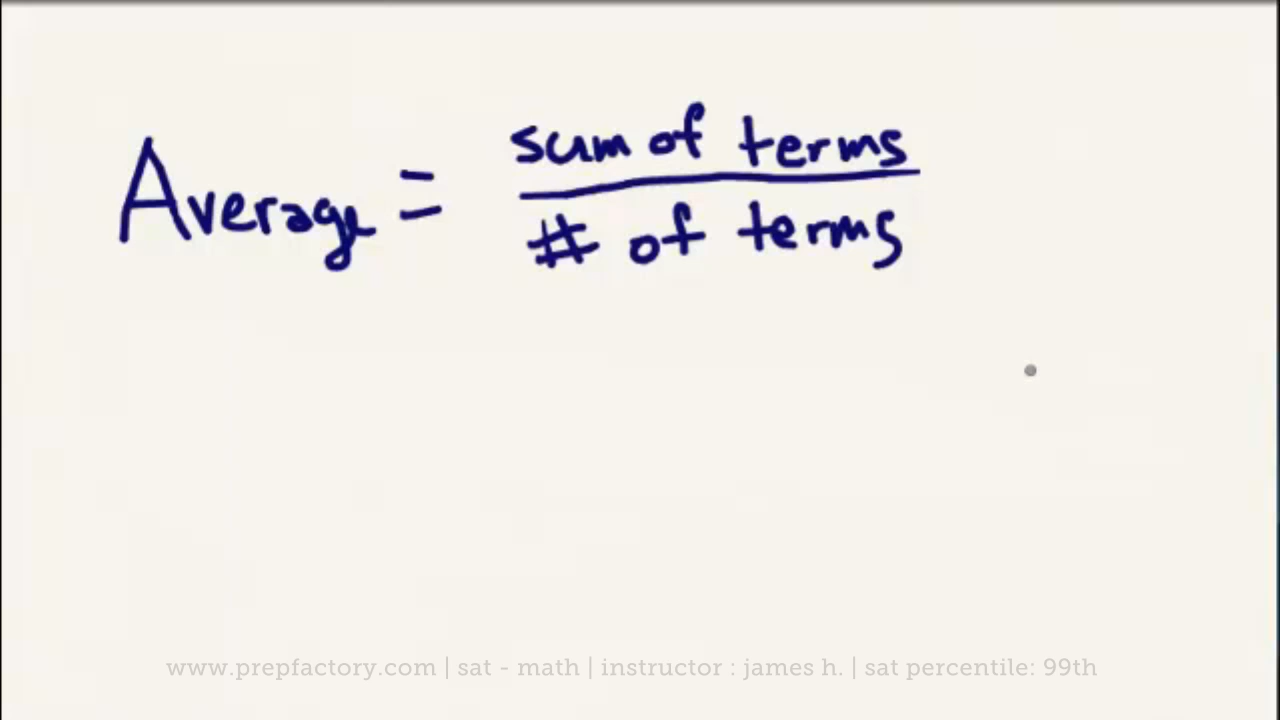 Average = sum of terms / # of terms
www.prepfactory.com | sat - math | instructor : james h. | sat percentile: 99th